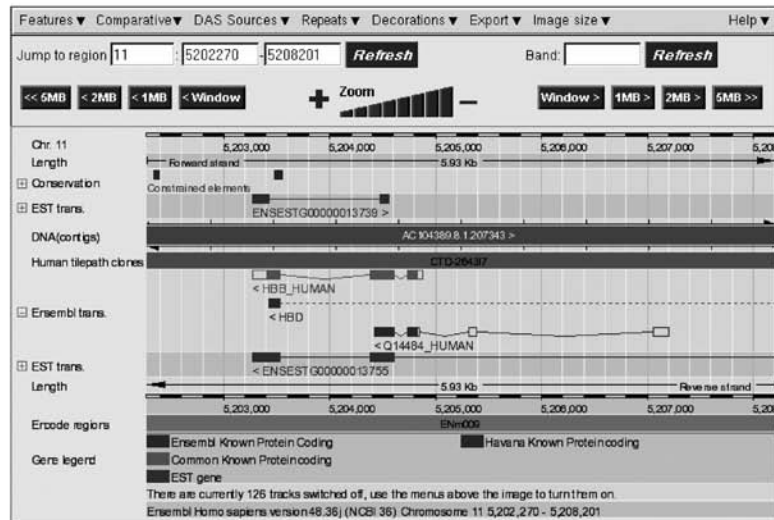 Features ▼ Comparative ▼ DAS Sources ▼ Repeats ▼ Decorations ▼ Export ▼ Image size ▼ Help ▼
Jump to region 11 : 5202270 -5208201 Refresh Band: Refresh
<< 5MB < 2MB < 1MB < Window + Zoom - Window > 1MB > 2MB > 5MB >>
Chr. 11 5,203,000 5,204,000 5,205,000 5,206,000 5,207,000
Length Forward strand 5.93 Kb
Conservation
Constrained elements
EST trans.
ENSESTG00000013739 >
DNA(contigs) AC104389.8.1.207343 >
Human tilepath clones
< HBB_HUMAN
Ensembl trans.
< HBD
< Q14484_HUMAN
EST trans.
< ENSESTG00000013755
Length 5.93 Kb Reverse strand
5,203,000 5,204,000 5,205,000 5,206,000 5,207,000
Encode regions ENm009
Ensembl Known Protein Coding Havana Known Protein coding
Gene legend Common Known Protein coding
EST gene
There are currently 126 tracks switched off, use the menus above the image to turn them on.
Ensembl Homo sapiens version 48.36j (NCBI 36) Chromosome 11 5,202,270 - 5,208,201